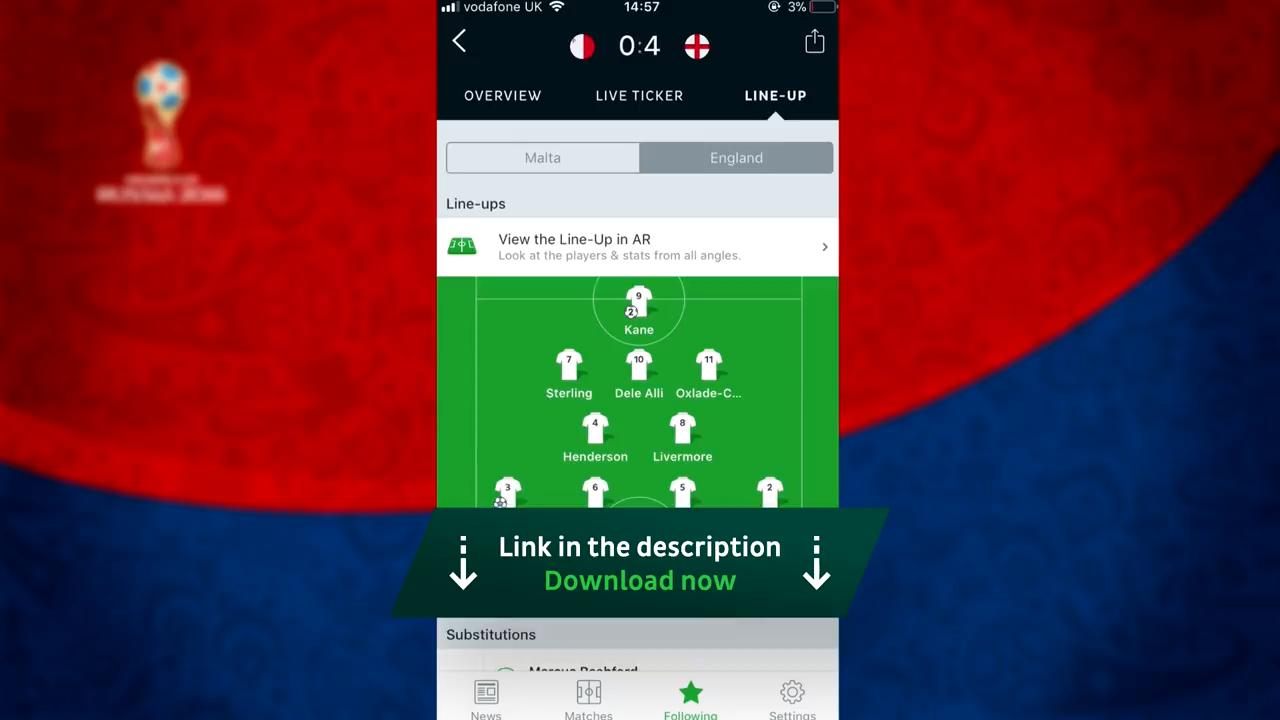 vodafone UK
14:57
3%
0:4
OVERVIEW
LIVE TICKER
LINE-UP
Malta
England
Line-ups
View the Line-Up in AR
Look at the players & stats from all angles.
9
2
Kane
7
10
11
Sterling
Dele Alli
Oxlade-C...
4
8
Henderson
Livermore
3
6
5
2
Link in the description
Download now
Substitutions
Marcus Rashford
News
Matches
Following
Settings